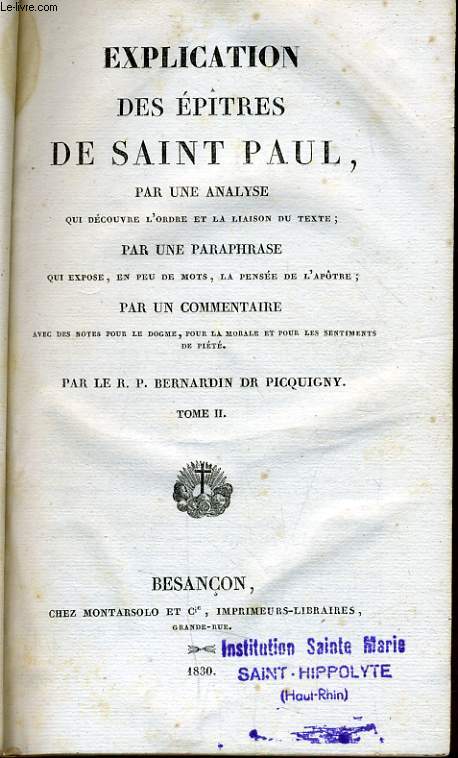 Le-livre.com
EXPLICATION
DES ÉPÎTRES
DE SAINT PAUL,
PAR UNE ANALYSE
QUI DÉCOUVRE L'ORDRE ET LA LIAISON DU TEXTE ;
PAR UNE PARAPHRASE
QUI EXPOSE, EN PEU DE MOTS, LA PENSÉE DE L'APÔTRE ;
PAR UN COMMENTAIRE
AVEC DES NOTES POUR LE DOGME, POUR LA MORALE ET POUR LES SENTIMENTS
DE PIÉTÉ.
PAR LE R. P. BERNARDIN DR PICQUIGNY.
TOME II.
BESANÇON,
CHEZ MONTARSOLO ET Cie, IMPRIMEURS-LIBRAIRES,
GRANDE-RUE.
1830.
Institution Sainte Marie
SAINT-HIPPOLYTE
(Haut-Rhin)